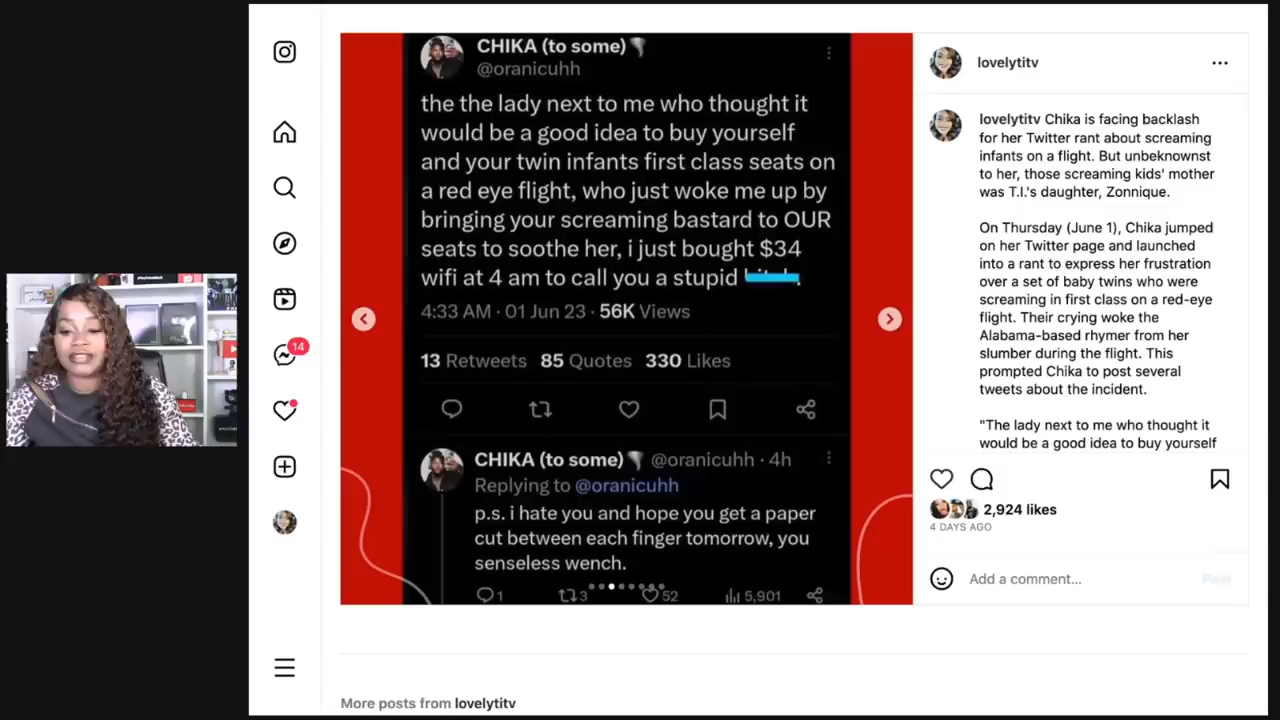 CHIKA (to some)
@oranicuhh
the the lady next to me who thought it
would be a good idea to buy yourself
and your twin infants first class seats on
a red eye flight, who just woke me up by
bringing your screaming bastard to OUR
seats to soothe her, i just bought $34
wifi at 4 am to call you a stupid
4:33 AM · 01 Jun 23 · 56K Views
13 Retweets 85 Quotes 330 Likes
CHIKA (to some) @oranicuhh · 4h
Replying to @oranicuhh
p.s. i hate you and hope you get a paper
cut between each finger tomorrow, you
senseless wench.
1 3 52 5,901
14
lovelytitv
lovelytitv Chika is facing backlash
for her Twitter rant about screaming
infants on a flight. But unbeknownst
to her, those screaming kids' mother
was T.I.'s daughter, Zonnique.
On Thursday (June 1), Chika jumped
on her Twitter page and launched
into a rant to express her frustration
over a set of baby twins who were
screaming in first class on a red-eye
flight. Their crying woke the
Alabama-based rhymer from her
slumber during the flight. This
prompted Chika to post several
tweets about the incident.
"The lady next to me who thought it
would be a good idea to buy yourself
2,924 likes
4 DAYS AGO
Add a comment...
Post
More posts from lovelytitv